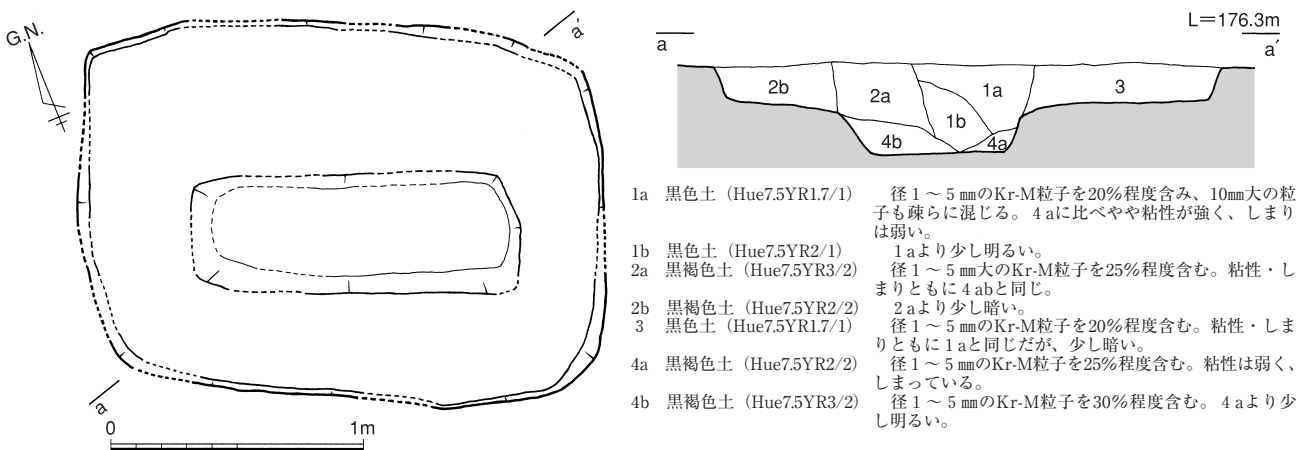 G.N.
a'
a
0 1m
L＝176.3m
a a′
2b 2a 1a 3
1b
4b 4a
1a 黒色土（Hue7.5YR1.7/1） 径１～５㎜のKr-M粒子を20％程度含み、10㎜大の粒
子も疎らに混じる。４aに比べやや粘性が強く、しまり
は弱い。
1b 黒色土（Hue7.5YR2/1） １aより少し明るい。
2a 黒褐色土（Hue7.5YR3/2） 径１～５㎜大のKr-M粒子を25％程度含む。粘性・し
まりともに４abと同じ。
2b 黒褐色土（Hue7.5YR2/2） ２aより少し暗い。
3 黒色土（Hue7.5YR1.7/1） 径１～５㎜のKr-M粒子を20％程度含む。粘性・しま
りともに１aと同じだが、少し暗い。
4a 黒褐色土（Hue7.5YR2/2） 径１～５㎜のKr-M粒子を25％程度含む。粘性は弱く、
しまっている。
4b 黒褐色土（Hue7.5YR3/2） 径１～５㎜のKr-M粒子を30％程度含む。４aより少
し明るい。